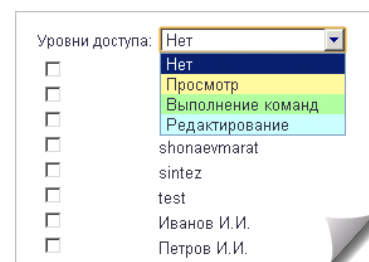 Уровни доступа: Нет
Нет
Просмотр
Выполнение команд
Редактирование
shonaevmarat
sintez
test
Иванов И.И.
Петров И.И.